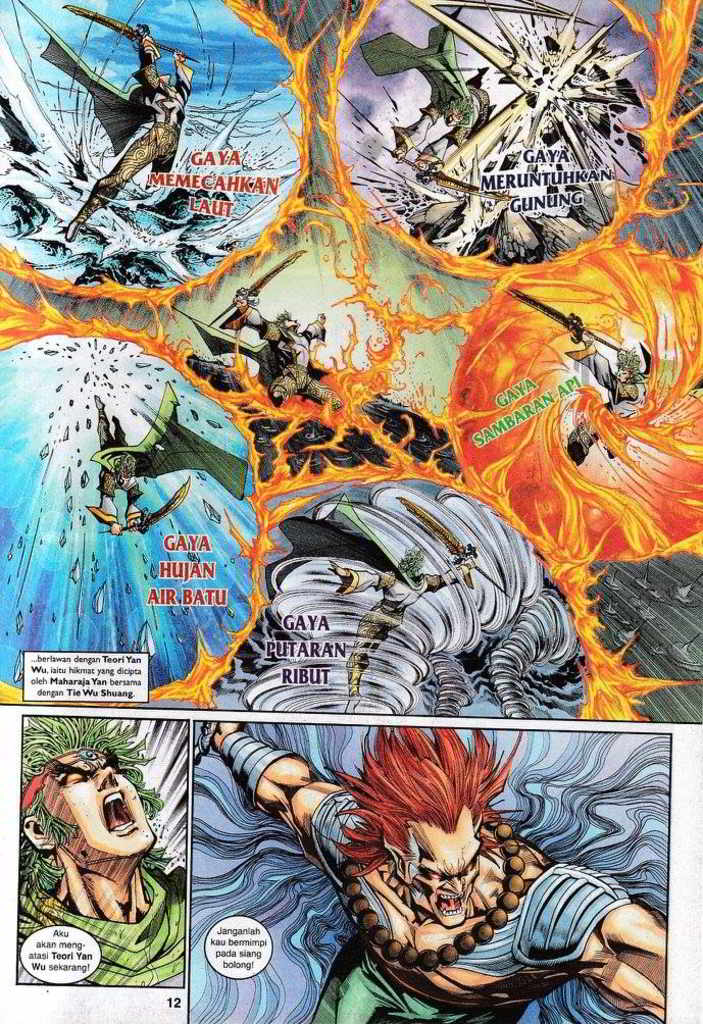 GAYA
MEMECAHKAN
LAUT
GAYA
MERUNTUHKAN
GUNUNG
GAYA
SAMBARAN API
GAYA
HUJAN
AIR BATU
GAYA
PUTARAN
RIBUT
...berlawan dengan Teori Yan
Wu, iaitu hikmat yang dicipta
oleh Maharaja Yan bersama
dengan Tie Wu Shuang.
Aku
akan meng-
atasi Teori Yan
Wu sekarang!
Janganlah
kau bermimpi
pada siang
bolong!
12